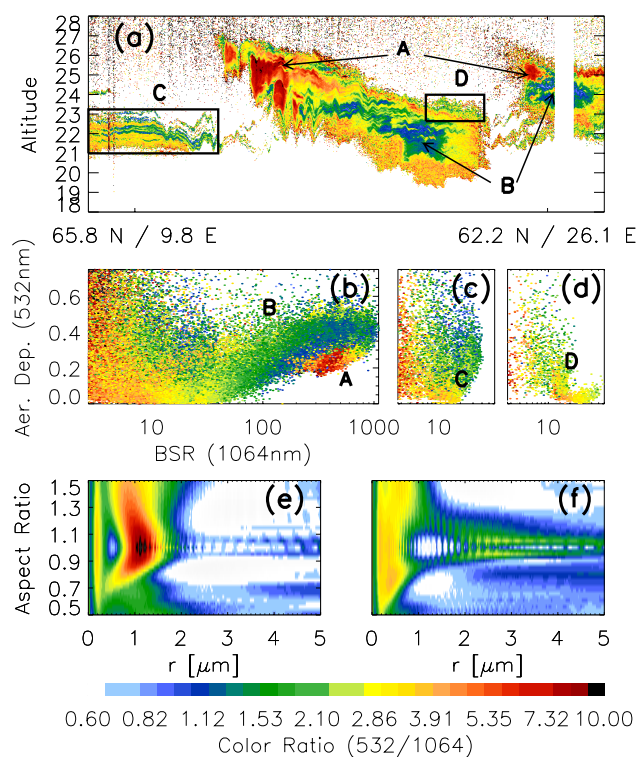 28
27
26
25
24
23
22
21
20
19
18
Altitude
(a)
A
C
D
B
65.8 N / 9.8 E
62.2 N / 26.1 E
Aer. Dep. (532nm)
0.6
0.4
0.2
0.0
(b)
B
A
(c)
C
(d)
D
10 100 1000
10
10
BSR (1064nm)
Aspect Ratio
1.5
1.3
1.1
0.9
0.7
0.5
(e)
(f)
0 1 2 3 4 5
0 1 2 3 4 5
r [μm]
r [μm]
0.60 0.82 1.12 1.53 2.10 2.86 3.91 5.35 7.32 10.00
Color Ratio (532/1064)